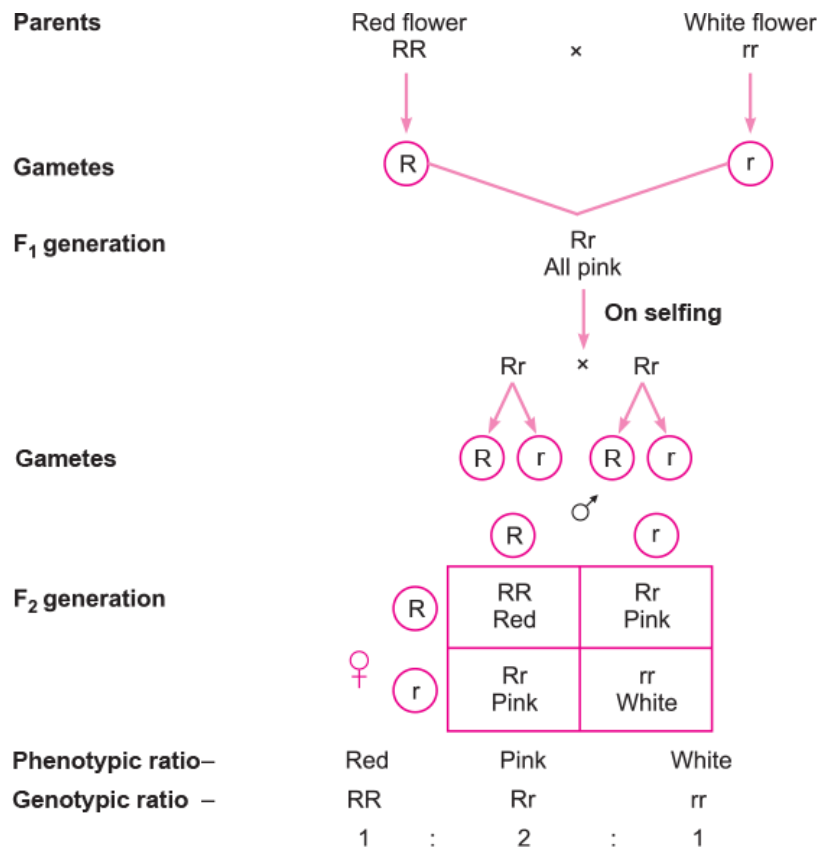 Parents Red flower White flower
RR × rr
Gametes R r
F₁ generation Rr
All pink
On selfing
Rr × Rr
Gametes R r R r
♂
R r
F₂ generation R RR Rr
Red Pink
♀ r Rr rr
Pink White
Phenotypic ratio– Red Pink White
Genotypic ratio – RR Rr rr
1 : 2 : 1